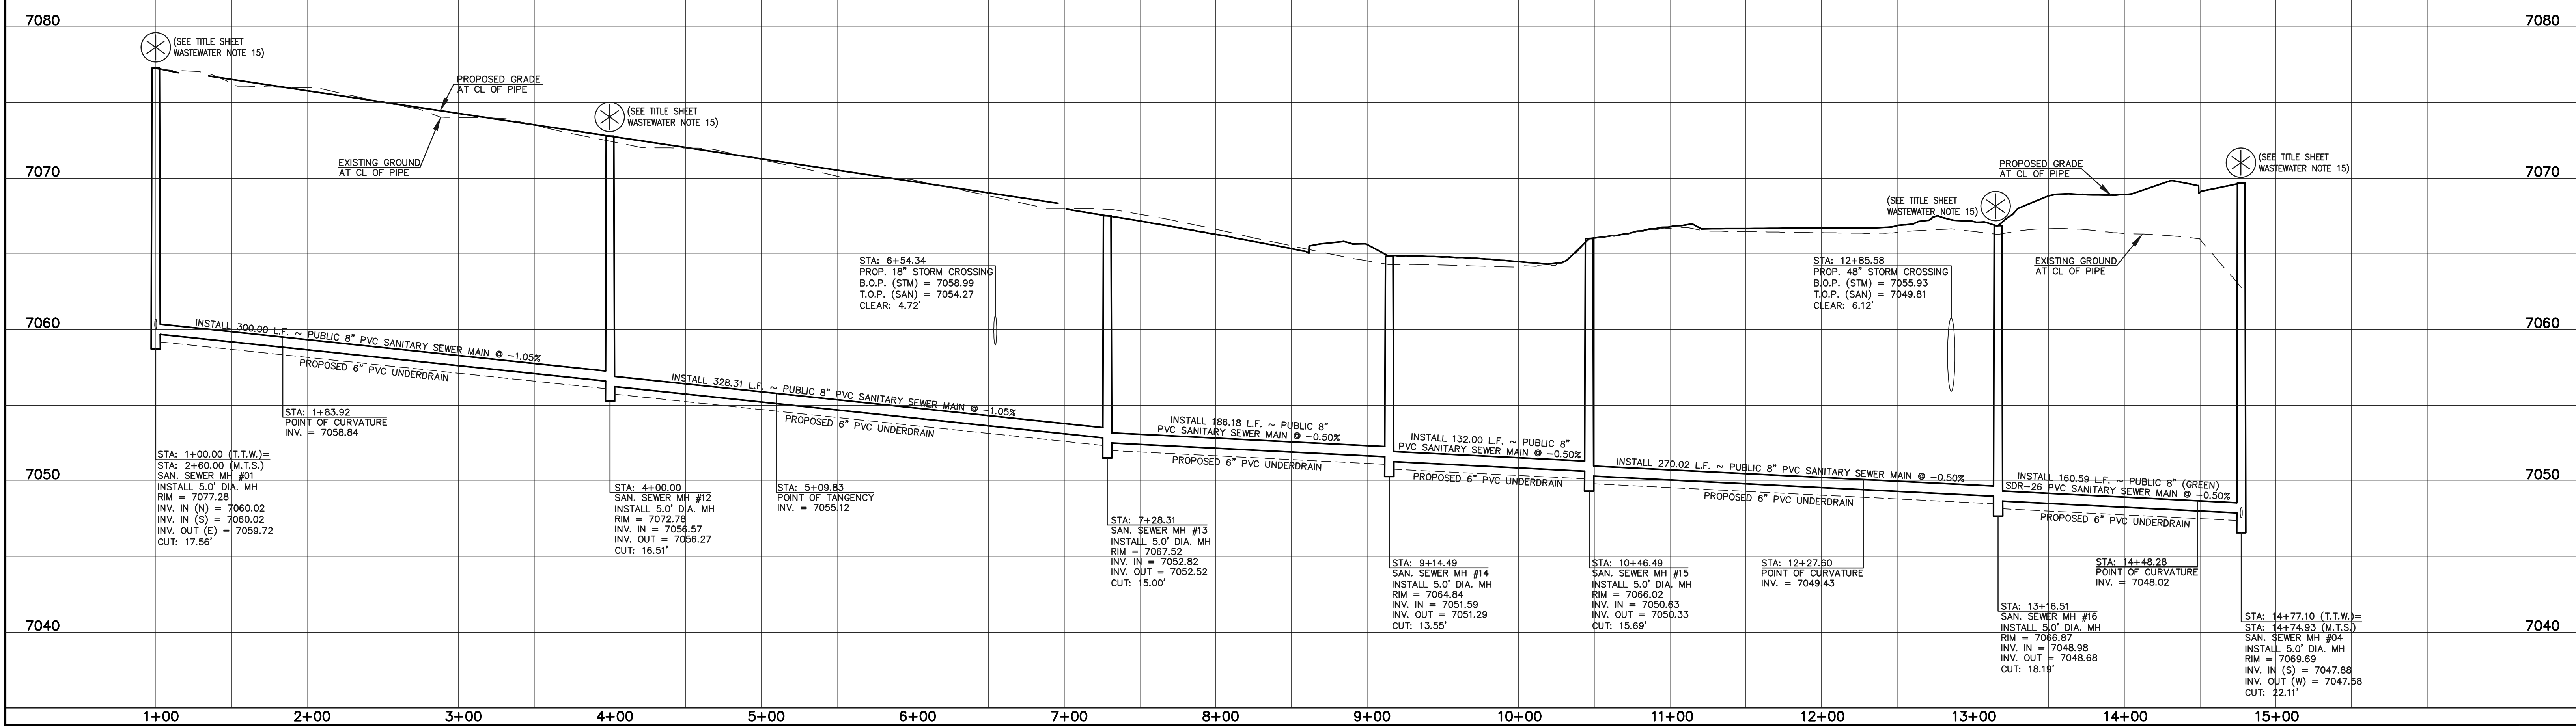 7080
7080
(SEE TITLE SHEET
WASTEWATER NOTE 15)
PROPOSED GRADE
AT CL OF PIPE
(SEE TITLE SHEET
WASTEWATER NOTE 15)
EXISTING GROUND
AT CL OF PIPE
7070
7070
PROPOSED GRADE
AT CL OF PIPE
(SEE TITLE SHEET
WASTEWATER NOTE 15)
(SEE TITLE SHEET
WASTEWATER NOTE 15)
STA: 6+54.34
PROP. 18" STORM CROSSING
B.O.P. (STM) = 7058.99
T.O.P. (SAN) = 7054.27
CLEAR: 4.72'
STA: 12+85.58
PROP. 48" STORM CROSSING
B.O.P. (STM) = 7055.93
T.O.P. (SAN) = 7049.81
CLEAR: 6.12'
EXISTING GROUND
AT CL OF PIPE
7060
7060
INSTALL 300.00 L.F. ~ PUBLIC 8" PVC SANITARY SEWER MAIN @ -1.05%
PROPOSED 6" PVC UNDERDRAIN
INSTALL 328.31 L.F. ~ PUBLIC 8" PVC SANITARY SEWER MAIN @ -1.05%
PROPOSED 6" PVC UNDERDRAIN
INSTALL 186.18 L.F. ~ PUBLIC 8"
PVC SANITARY SEWER MAIN @ -0.50%
PROPOSED 6" PVC UNDERDRAIN
INSTALL 132.00 L.F. ~ PUBLIC 8"
PVC SANITARY SEWER MAIN @ -0.50%
PROPOSED 6" PVC UNDERDRAIN
INSTALL 270.02 L.F. ~ PUBLIC 8" PVC SANITARY SEWER MAIN @ -0.50%
PROPOSED 6" PVC UNDERDRAIN
INSTALL 160.59 L.F. ~ PUBLIC 8" (GREEN)
SDR-26 PVC SANITARY SEWER MAIN @ -0.50%
PROPOSED 6" PVC UNDERDRAIN
STA: 1+83.92
POINT OF CURVATURE
INV. = 7058.84
7050
7050
STA: 1+00.00 (T.T.W.)=
STA: 2+60.00 (M.T.S.)
SAN. SEWER MH #01
INSTALL 5.0' DIA. MH
RIM = 7077.28
INV. IN (N) = 7060.02
INV. IN (S) = 7060.02
INV. OUT (E) = 7059.72
CUT: 17.56'
STA: 4+00.00
SAN. SEWER MH #12
INSTALL 5.0' DIA. MH
RIM = 7072.78
INV. IN = 7056.57
INV. OUT = 7056.27
CUT: 16.51'
STA: 5+09.83
POINT OF TANGENCY
INV. = 7055.12
STA: 7+28.31
SAN. SEWER MH #13
INSTALL 5.0' DIA. MH
RIM = 7067.52
INV. IN = 7052.82
INV. OUT = 7052.52
CUT: 15.00'
STA: 9+14.49
SAN. SEWER MH #14
INSTALL 5.0' DIA. MH
RIM = 7064.84
INV. IN = 7051.59
INV. OUT = 7051.29
CUT: 13.55'
STA: 10+46.49
SAN. SEWER MH #15
INSTALL 5.0' DIA. MH
RIM = 7066.02
INV. IN = 7050.63
INV. OUT = 7050.33
CUT: 15.69'
STA: 12+27.60
POINT OF CURVATURE
INV. = 7049.43
STA: 13+16.51
SAN. SEWER MH #16
INSTALL 5.0' DIA. MH
RIM = 7066.87
INV. IN = 7048.98
INV. OUT = 7048.68
CUT: 18.19'
STA: 14+48.28
POINT OF CURVATURE
INV. = 7048.02
STA: 14+77.10 (T.T.W.)=
STA: 14+74.93 (M.T.S.)
SAN. SEWER MH #04
INSTALL 5.0' DIA. MH
RIM = 7069.69
INV. IN (S) = 7047.88
INV. OUT (W) = 7047.58
CUT: 22.11'
7040
7040
1+00
2+00
3+00
4+00
5+00
6+00
7+00
8+00
9+00
10+00
11+00
12+00
13+00
14+00
15+00